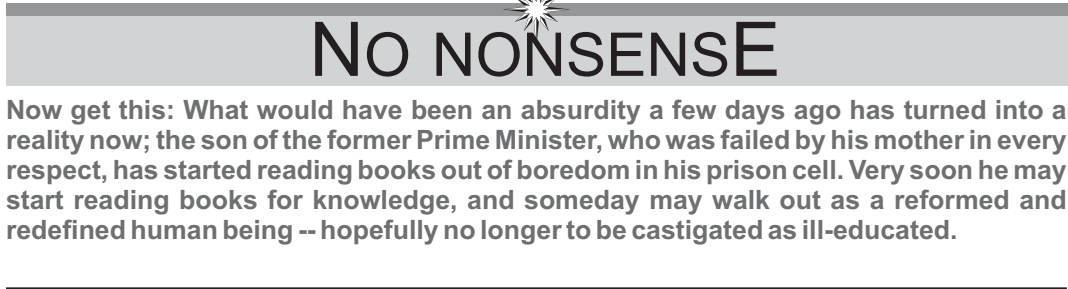 NO NONSENSE
Now get this: What would have been an absurdity a few days ago has turned into a
reality now; the son of the former Prime Minister, who was failed by his mother in every
respect, has started reading books out of boredom in his prison cell. Very soon he may
start reading books for knowledge, and someday may walk out as a reformed and
redefined human being -- hopefully no longer to be castigated as ill-educated.